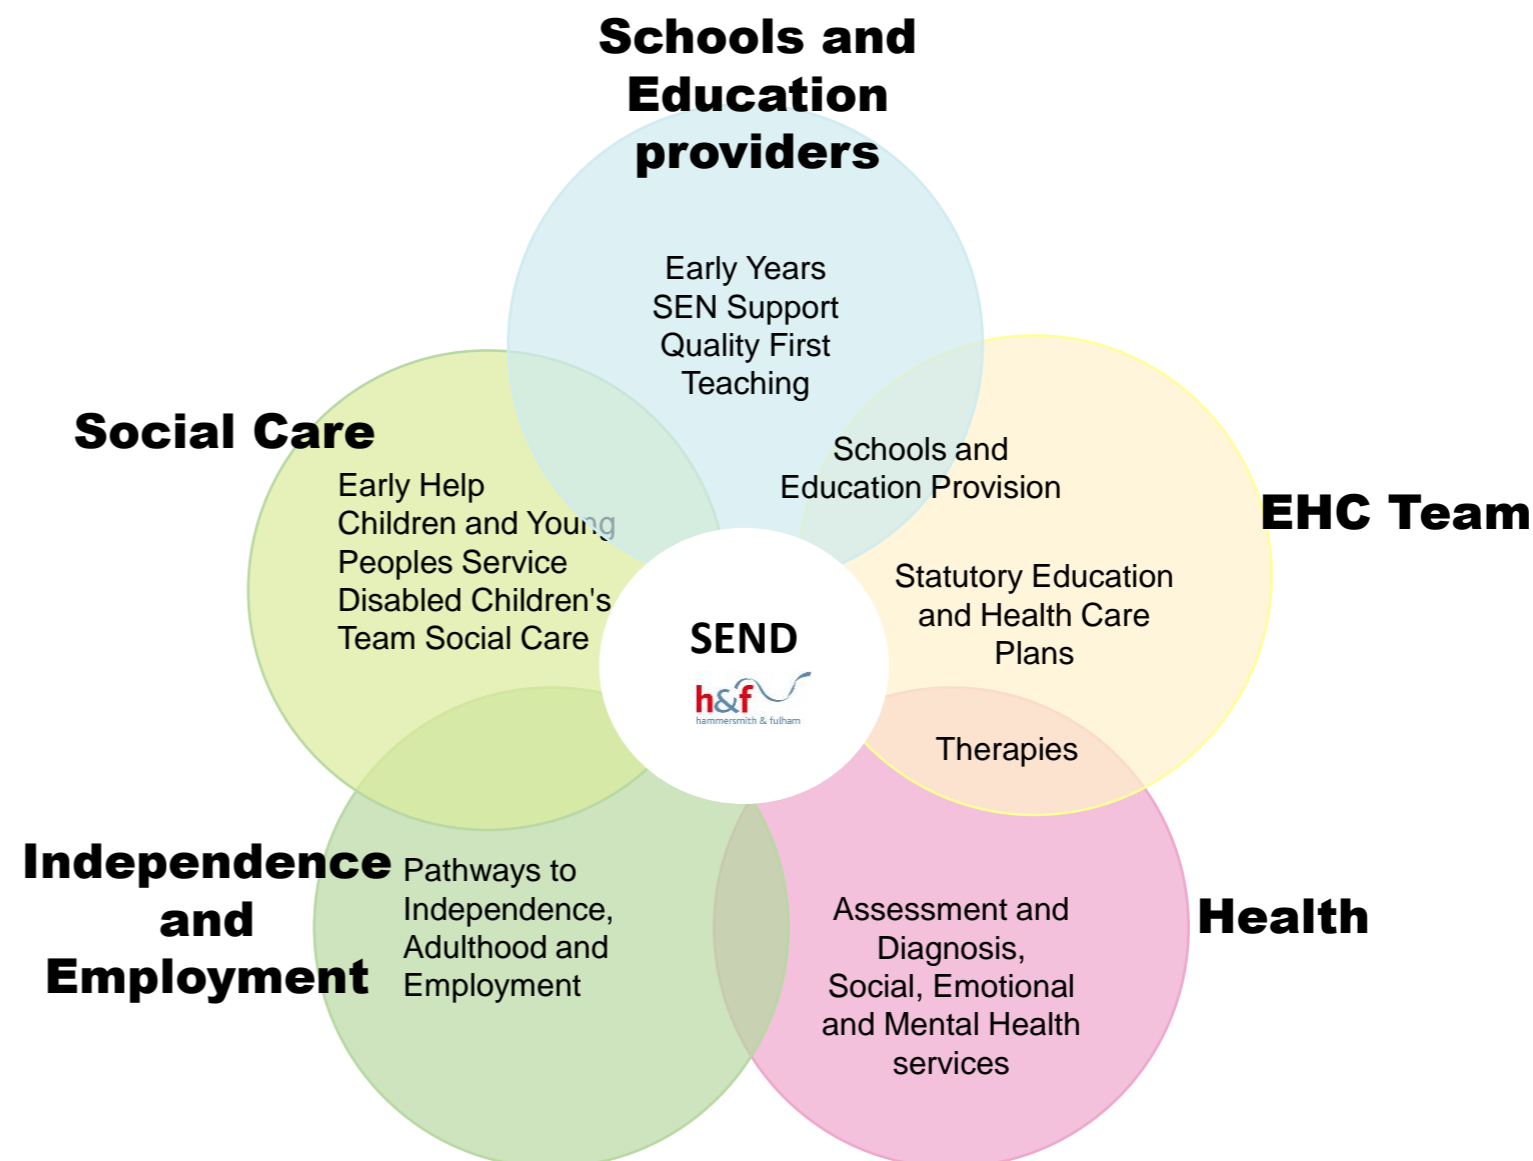 Schools and
Education
providers
Early Years
SEN Support
Quality First
Teaching
Social Care
Early Help
Children and Young
Peoples Service
Disabled Children's
Team Social Care
Schools and
Education Provision
EHC Team
Statutory Education
and Health Care
Plans
SEND
h&f
hammersmith & fulham
Therapies
Independence
and
Employment
Pathways to
Independence,
Adulthood and
Employment
Assessment and
Diagnosis,
Social, Emotional
and Mental Health
services
Health